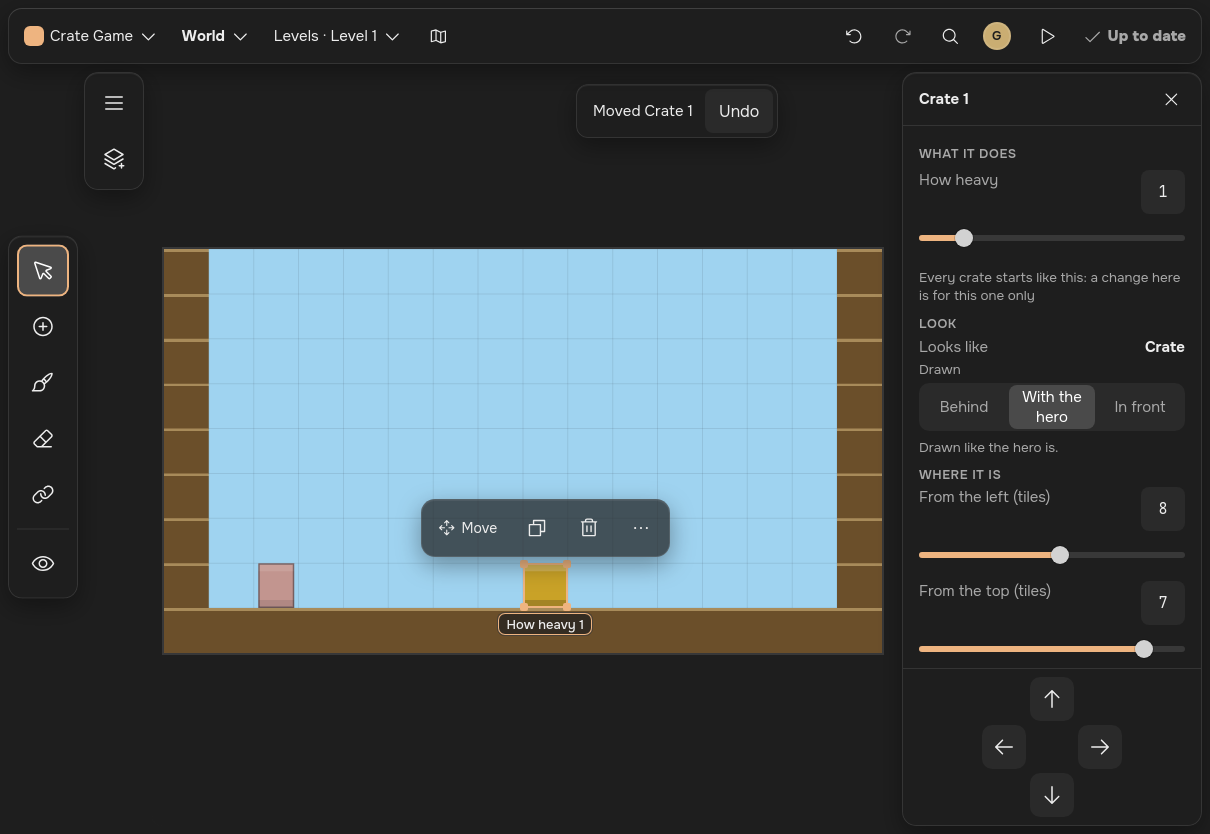 Crate Game
World
Levels · Level 1
G
Up to date
Moved Crate 1
Undo
Crate 1
WHAT IT DOES
How heavy
1
Every crate starts like this: a change here
is for this one only
LOOK
Looks like
Crate
Drawn
Behind
With the
hero
In front
Drawn like the hero is.
WHERE IT IS
From the left (tiles)
8
From the top (tiles)
7
Move
How heavy 1